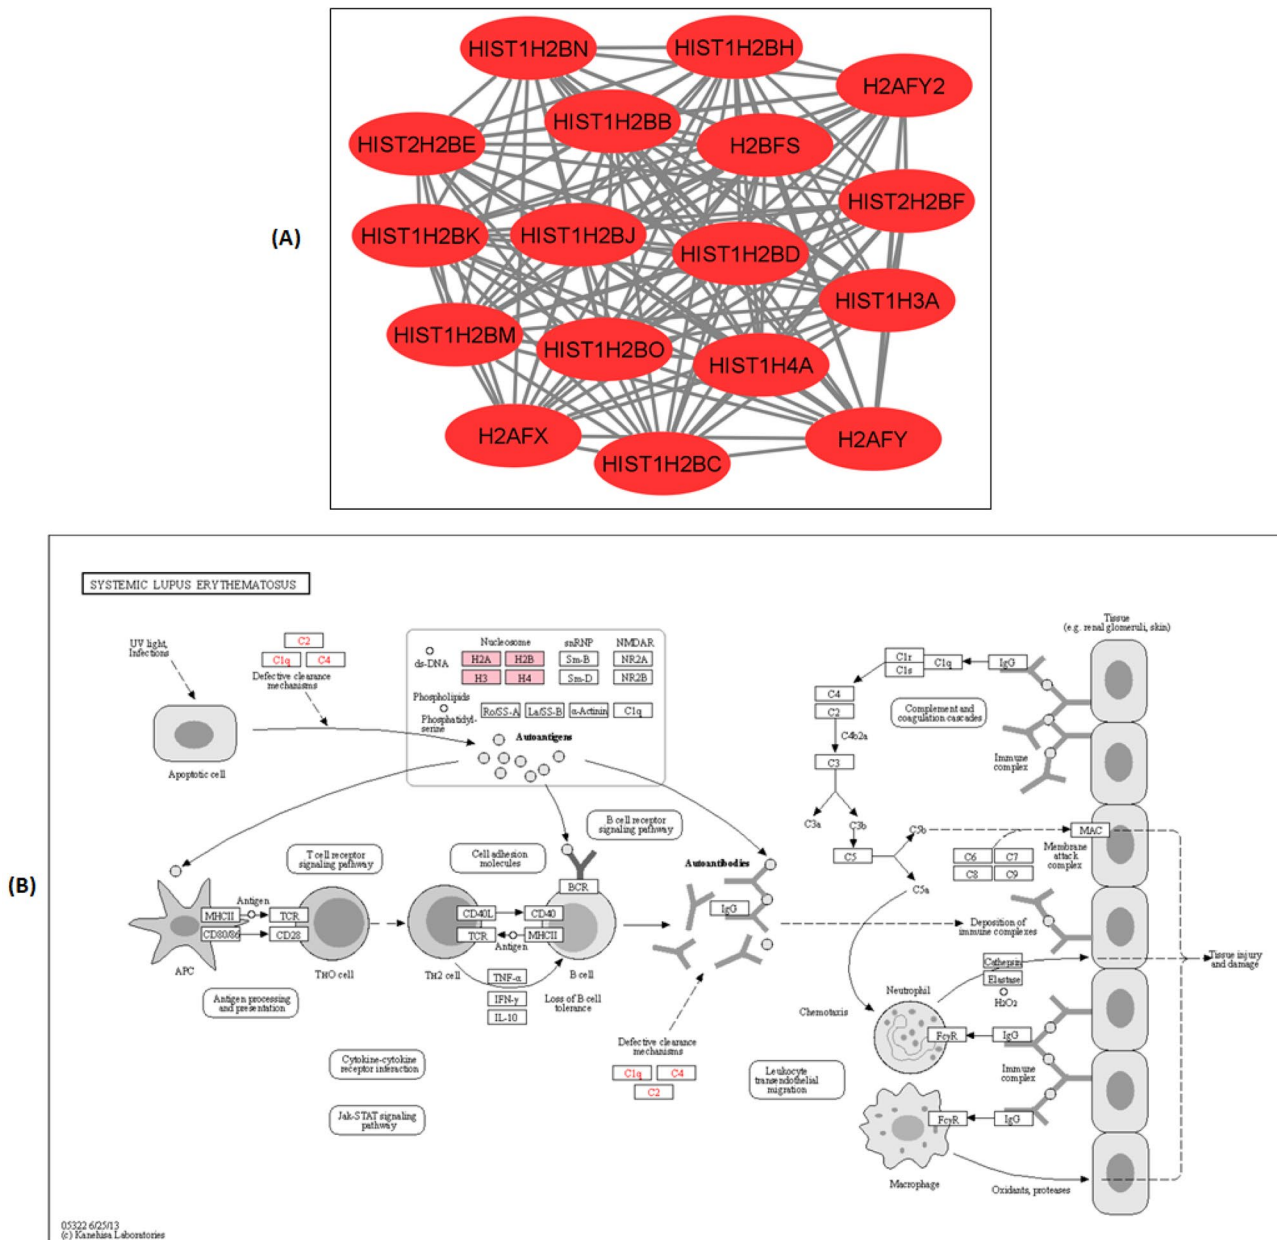 (A)
HIST1H2BN
HIST1H2BH
H2AFY2
HIST1H2BB
HIST2H2BE
H2BFS
HIST2H2BF
HIST1H2BK
HIST1H2BJ
HIST1H2BD
HIST1H3A
HIST1H2BM
HIST1H2BO
HIST1H4A
H2AFX
H2AFY
HIST1H2BC
(B)
SYSTEMIC LUPUS ERYTHEMATOSUS
UV light,
Infections
C2
C1q
C4
Defective clearance
mechanisms
Apoptotic cell
ds-DNA
Nucleosome
H2A
H2B
H3
H4
snRNP
Sm-B
Sm-D
NMDAR
NR2A
NR2B
Phospholipids
Phosphatidyl-
serine
Ro/SS-A
La/SS-B
α-Actinin
C1q
Autoantigens
B cell receptor
signaling pathway
T cell receptor
signaling pathway
Cell adhesion
molecules
Autoantibodies
BCR
Antigen
MHCII
TCR
CD80/86
CD28
APC
TH0 cell
CD40L
CD40
TCR
MHCII
Antigen
TH2 cell
B cell
TNF-α
IFN-γ
IL-10
Loss of B cell
tolerance
IgG
Antigen processing
and presentation
Cytokine-cytokine
receptor interaction
Jak-STAT signaling
pathway
Defective clearance
mechanisms
C1q
C4
C2
Leukocyte
transendothelial
migration
Tissue
(e.g. renal glomeruli, skin)
C1r
C1s
C1q
IgG
C4
C2
Complement and
coagulation cascades
C4b2a
C3
Immune
complex
C3a
C3b
C5
C5b
C5a
MAC
Membrane
attack
complex
C6
C7
C8
C9
Deposition of
immune complexes
Cathepsin
Elastase
H2O2
Tissue injury
and damage
Neutrophil
Chemotaxis
FcγR
IgG
Immune
complex
FcγR
IgG
Macrophage
Oxidants, proteases
05322 6/25/13
(c) Kanehisa Laboratories